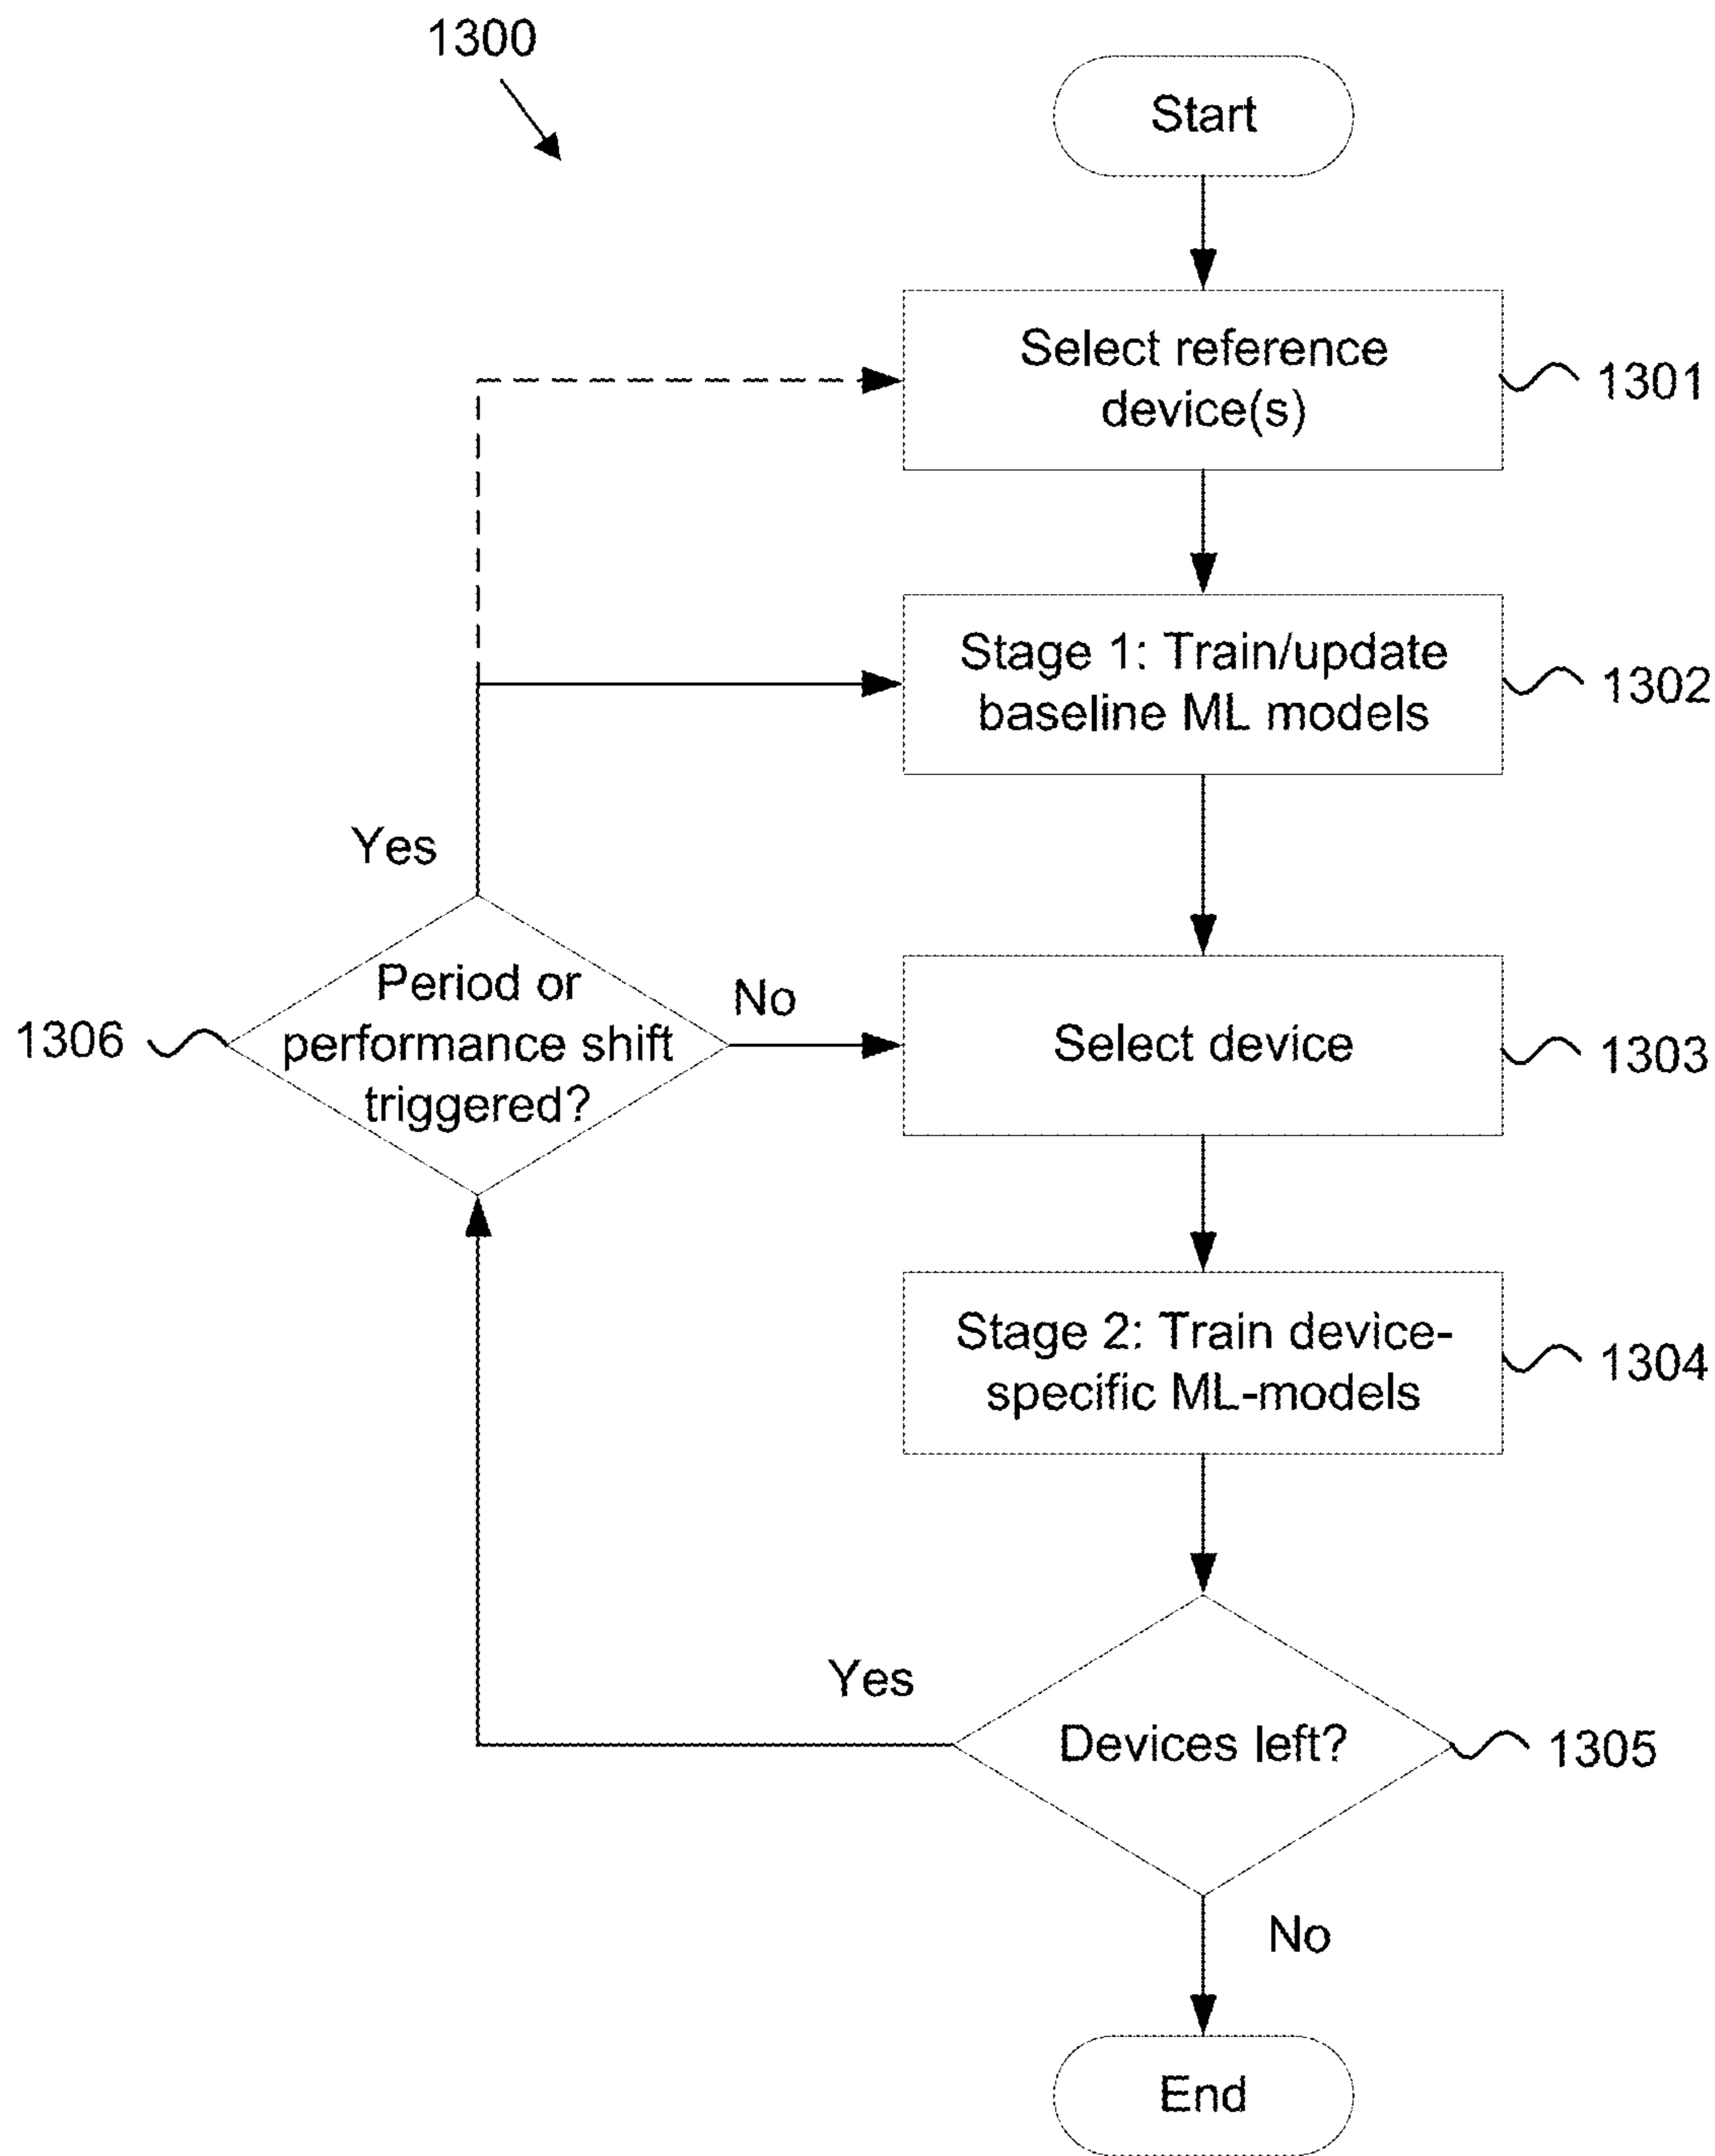 1300
Start
Select reference
device(s)
1301
Stage 1: Train/update
baseline ML models
1302
Yes
Period or
performance shift
triggered?
1306
No
Select device
1303
Stage 2: Train device-
specific ML-models
1304
Yes
Devices left?
1305
No
End